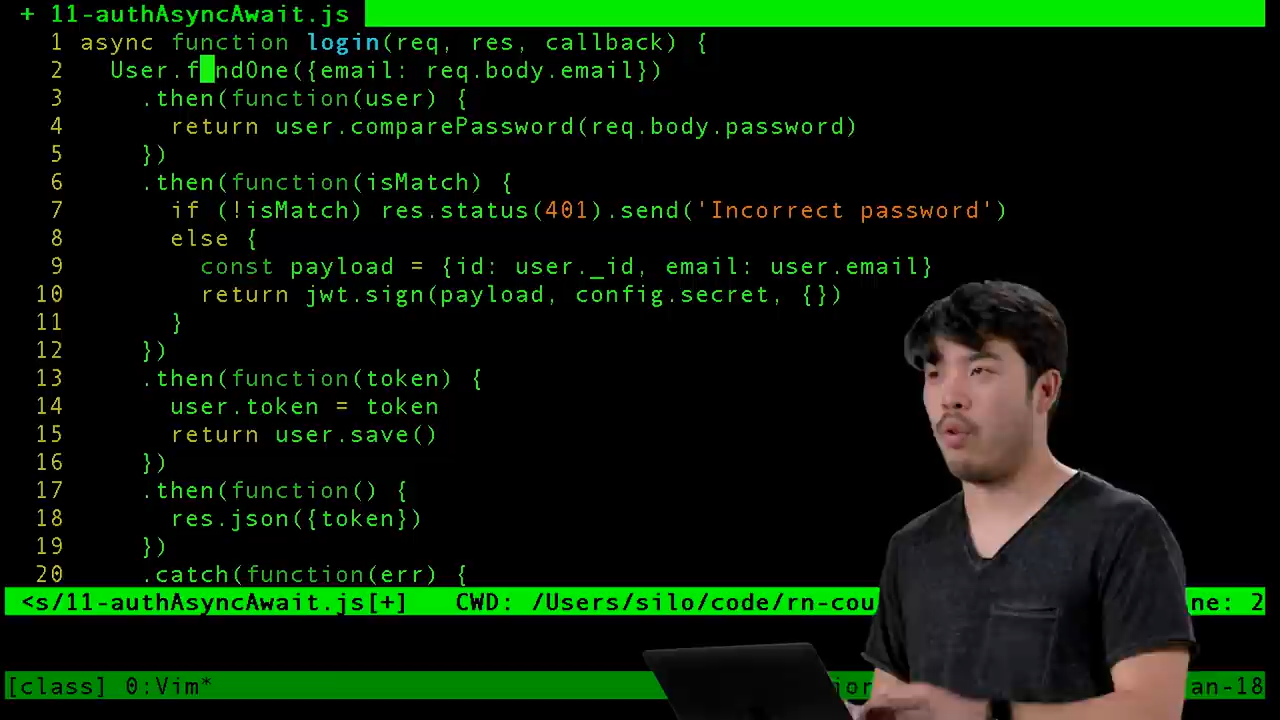 + 11-authAsyncAwait.js
1 async function login(req, res, callback) {
2   User.f ndOne({email: req.body.email})
3     .then(function(user) {
4       return user.comparePassword(req.body.password)
5     })
6     .then(function(isMatch) {
7       if (!isMatch) res.status(401).send('Incorrect password')
8       else {
9         const payload = {id: user._id, email: user.email}
10         return jwt.sign(payload, config.secret, {})
11       }
12     })
13     .then(function(token) {
14       user.token = token
15       return user.save()
16     })
17     .then(function() {
18       res.json({token})
19     })
20     .catch(function(err) {
<s/11-authAsyncAwait.js[+]   CWD: /Users/silo/code/rn-cou ne: 2
[class] 0:Vim* an-18